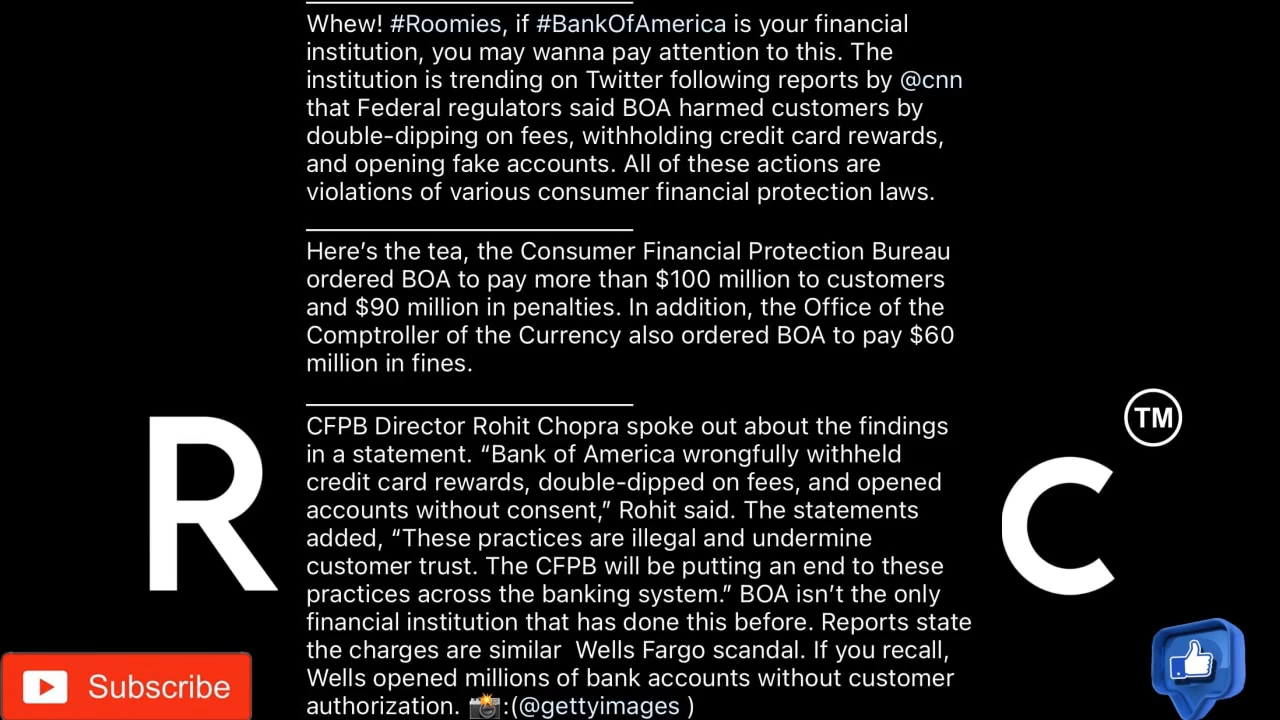 Whew! #Roomies, if #BankOfAmerica is your financial
institution, you may wanna pay attention to this. The
institution is trending on Twitter following reports by @cnn
that Federal regulators said BOA harmed customers by
double-dipping on fees, withholding credit card rewards,
and opening fake accounts. All of these actions are
violations of various consumer financial protection laws.
Here’s the tea, the Consumer Financial Protection Bureau
ordered BOA to pay more than $100 million to customers
and $90 million in penalties. In addition, the Office of the
Comptroller of the Currency also ordered BOA to pay $60
million in fines.
CFPB Director Rohit Chopra spoke out about the findings
in a statement. “Bank of America wrongfully withheld
credit card rewards, double-dipped on fees, and opened
accounts without consent,” Rohit said. The statements
added, “These practices are illegal and undermine
customer trust. The CFPB will be putting an end to these
practices across the banking system.” BOA isn’t the only
financial institution that has done this before. Reports state
the charges are similar  Wells Fargo scandal. If you recall,
Wells opened millions of bank accounts without customer
authorization. 📸:(@gettyimages )
R
C
TM
Subscribe